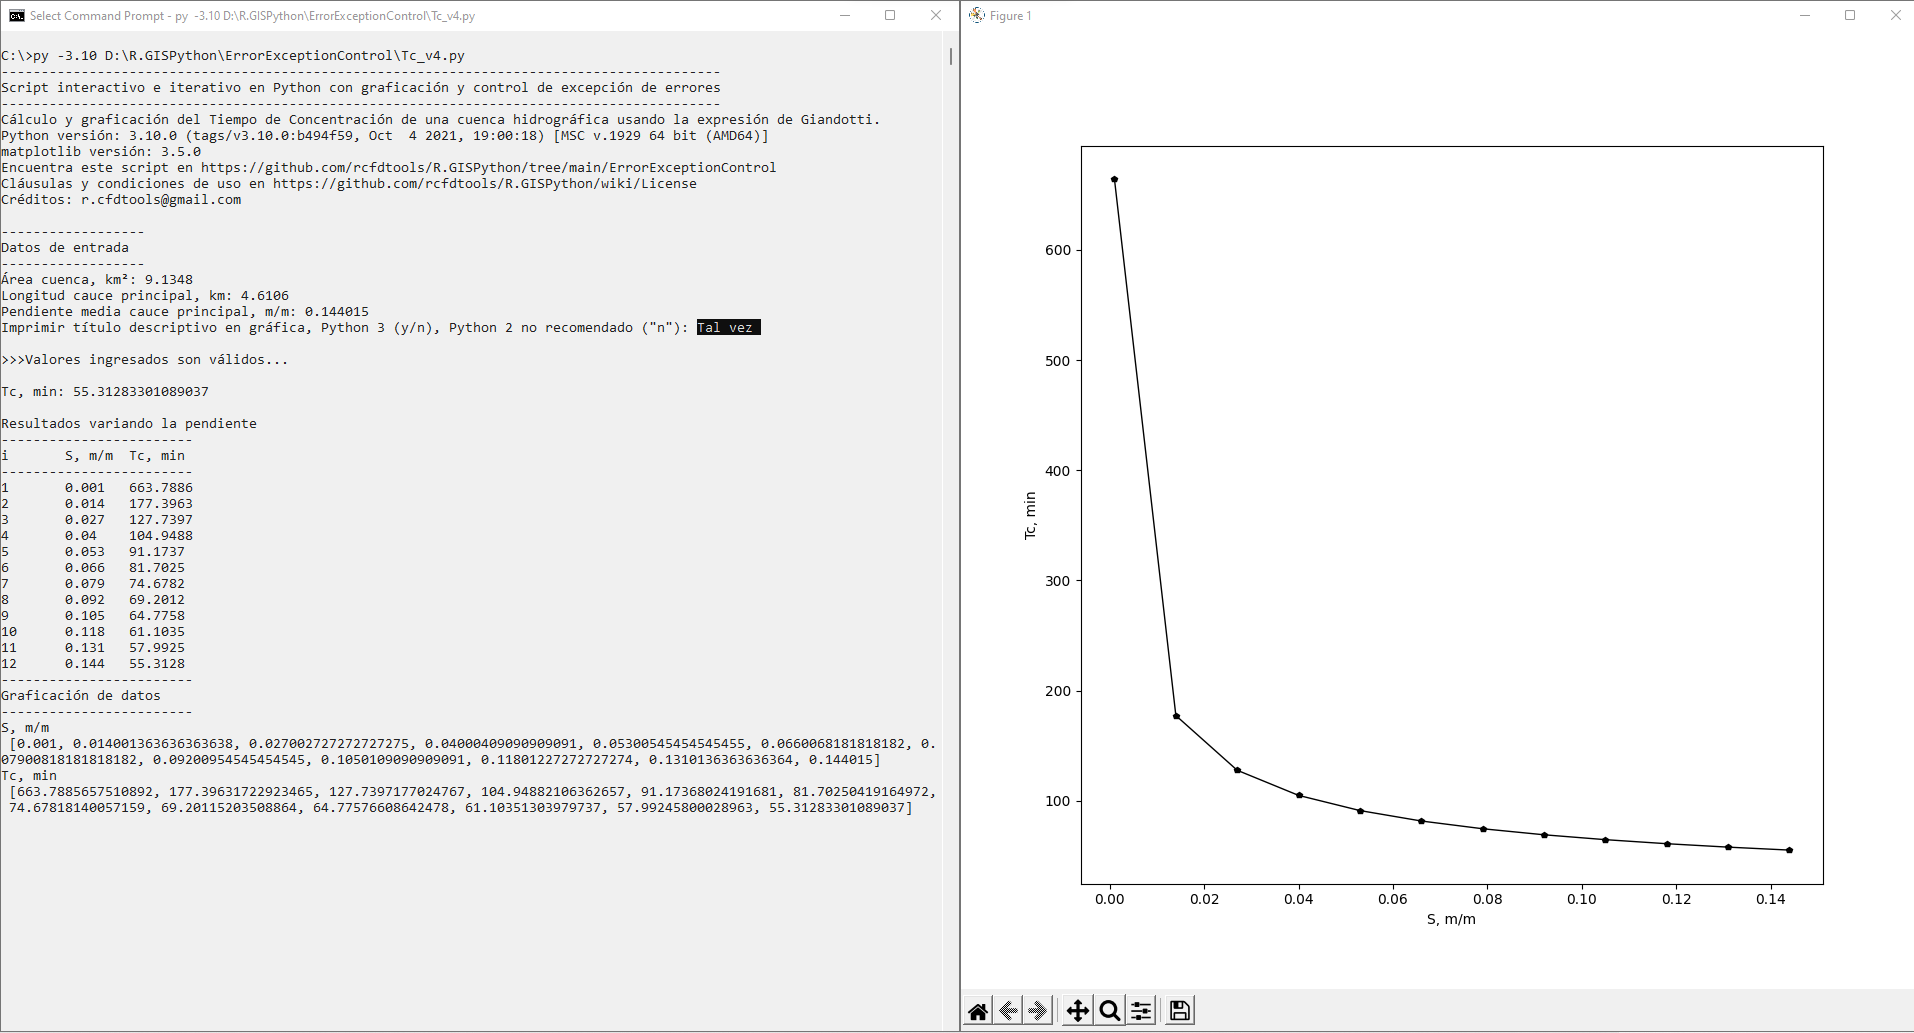 Select Command Prompt - py  -3.10 D:\R.GISPython\ErrorExceptionControl\Tc_v4.py
C:\>py -3.10 D:\R.GISPython\ErrorExceptionControl\Tc_v4.py
------------------------------------------------------------------------------------------
Script interactivo e iterativo en Python con graficación y control de excepción de errores
------------------------------------------------------------------------------------------
Cálculo y graficación del Tiempo de Concentración de una cuenca hidrográfica usando la expresión de Giandotti.
Python versión: 3.10.0 (tags/v3.10.0:b494f59, Oct  4 2021, 19:00:18) [MSC v.1929 64 bit (AMD64)]
matplotlib versión: 3.5.0
Encuentra este script en https://github.com/rcfdtools/R.GISPython/tree/main/ErrorExceptionControl
Cláusulas y condiciones de uso en https://github.com/rcfdtools/R.GISPython/wiki/License
Créditos: r.cfdtools@gmail.com
------------------
Datos de entrada
------------------
Área cuenca, km²: 9.1348
Longitud cauce principal, km: 4.6106
Pendiente media cauce principal, m/m: 0.144015
Imprimir título descriptivo en gráfica, Python 3 (y/n), Python 2 no recomendado ("n"): Tal vez
>>>Valores ingresados son válidos...
Tc, min: 55.31283301089037
Resultados variando la pendiente
------------------------
i       S, m/m  Tc, min
------------------------
1       0.001   663.7886
2       0.014   177.3963
3       0.027   127.7397
4       0.04    104.9488
5       0.053   91.1737
6       0.066   81.7025
7       0.079   74.6782
8       0.092   69.2012
9       0.105   64.7758
10      0.118   61.1035
11      0.131   57.9925
12      0.144   55.3128
------------------------
Graficación de datos
------------------------
S, m/m
[0.001, 0.014001363636363638, 0.027002727272727275, 0.04000409090909091, 0.05300545454545455, 0.0660068181818182, 0.
07900818181818182, 0.09200954545454545, 0.1050109090909091, 0.11801227272727274, 0.1310136363636364, 0.144015]
Tc, min
[663.7885657510892, 177.39631722923465, 127.7397177024767, 104.94882106362657, 91.17368024191681, 81.70250419164972,
74.67818140057159, 69.20115203508864, 64.77576608642478, 61.10351303979737, 57.99245800028963, 55.31283301089037]
Figure 1
600
500
400
300
200
100
Tc, min
0.00 0.02 0.04 0.06 0.08 0.10 0.12 0.14
S, m/m